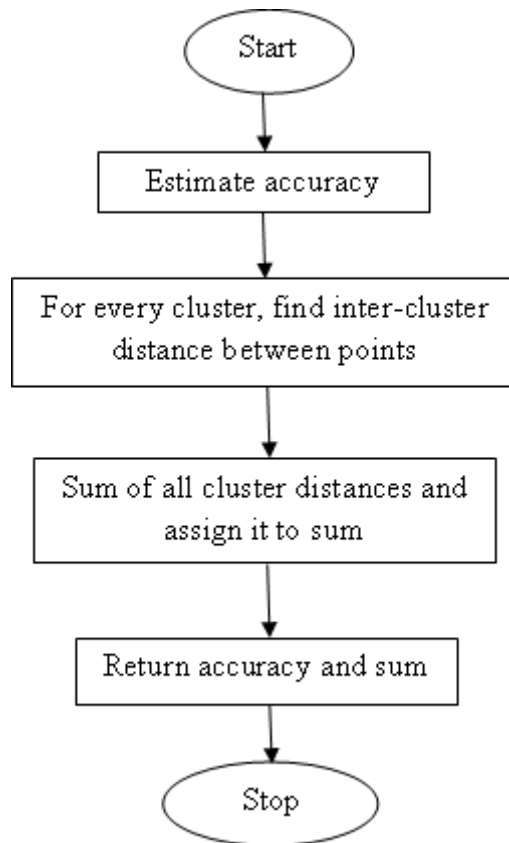 Start
Estimate accuracy
For every cluster, find inter-cluster
distance between points
Sum of all cluster distances and
assign it to sum
Return accuracy and sum
Stop